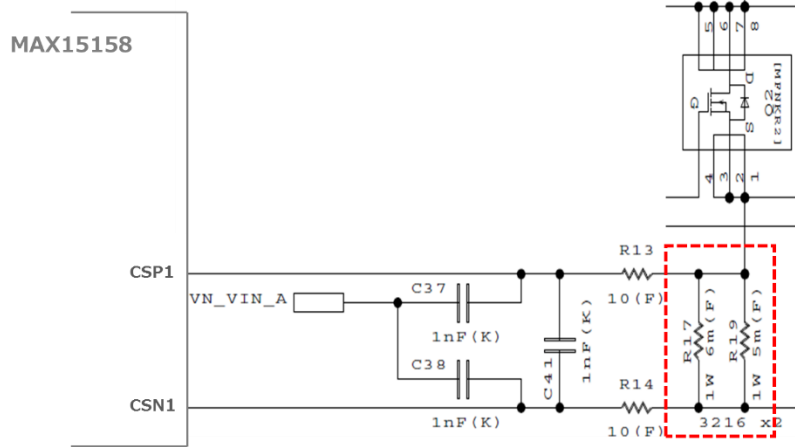 MAX15158
5
6
7
8
D
G
S
Q2
[MPNKR2]
4
3
2
1
R13
CSP1
C37
VN_VIN_A
10(F)
1nF(K)
1nF(K)
C41
R17
1W 6m(F)
R19
1W 5m(F)
C38
R14
CSN1
1nF(K)
10(F)
3216 x2